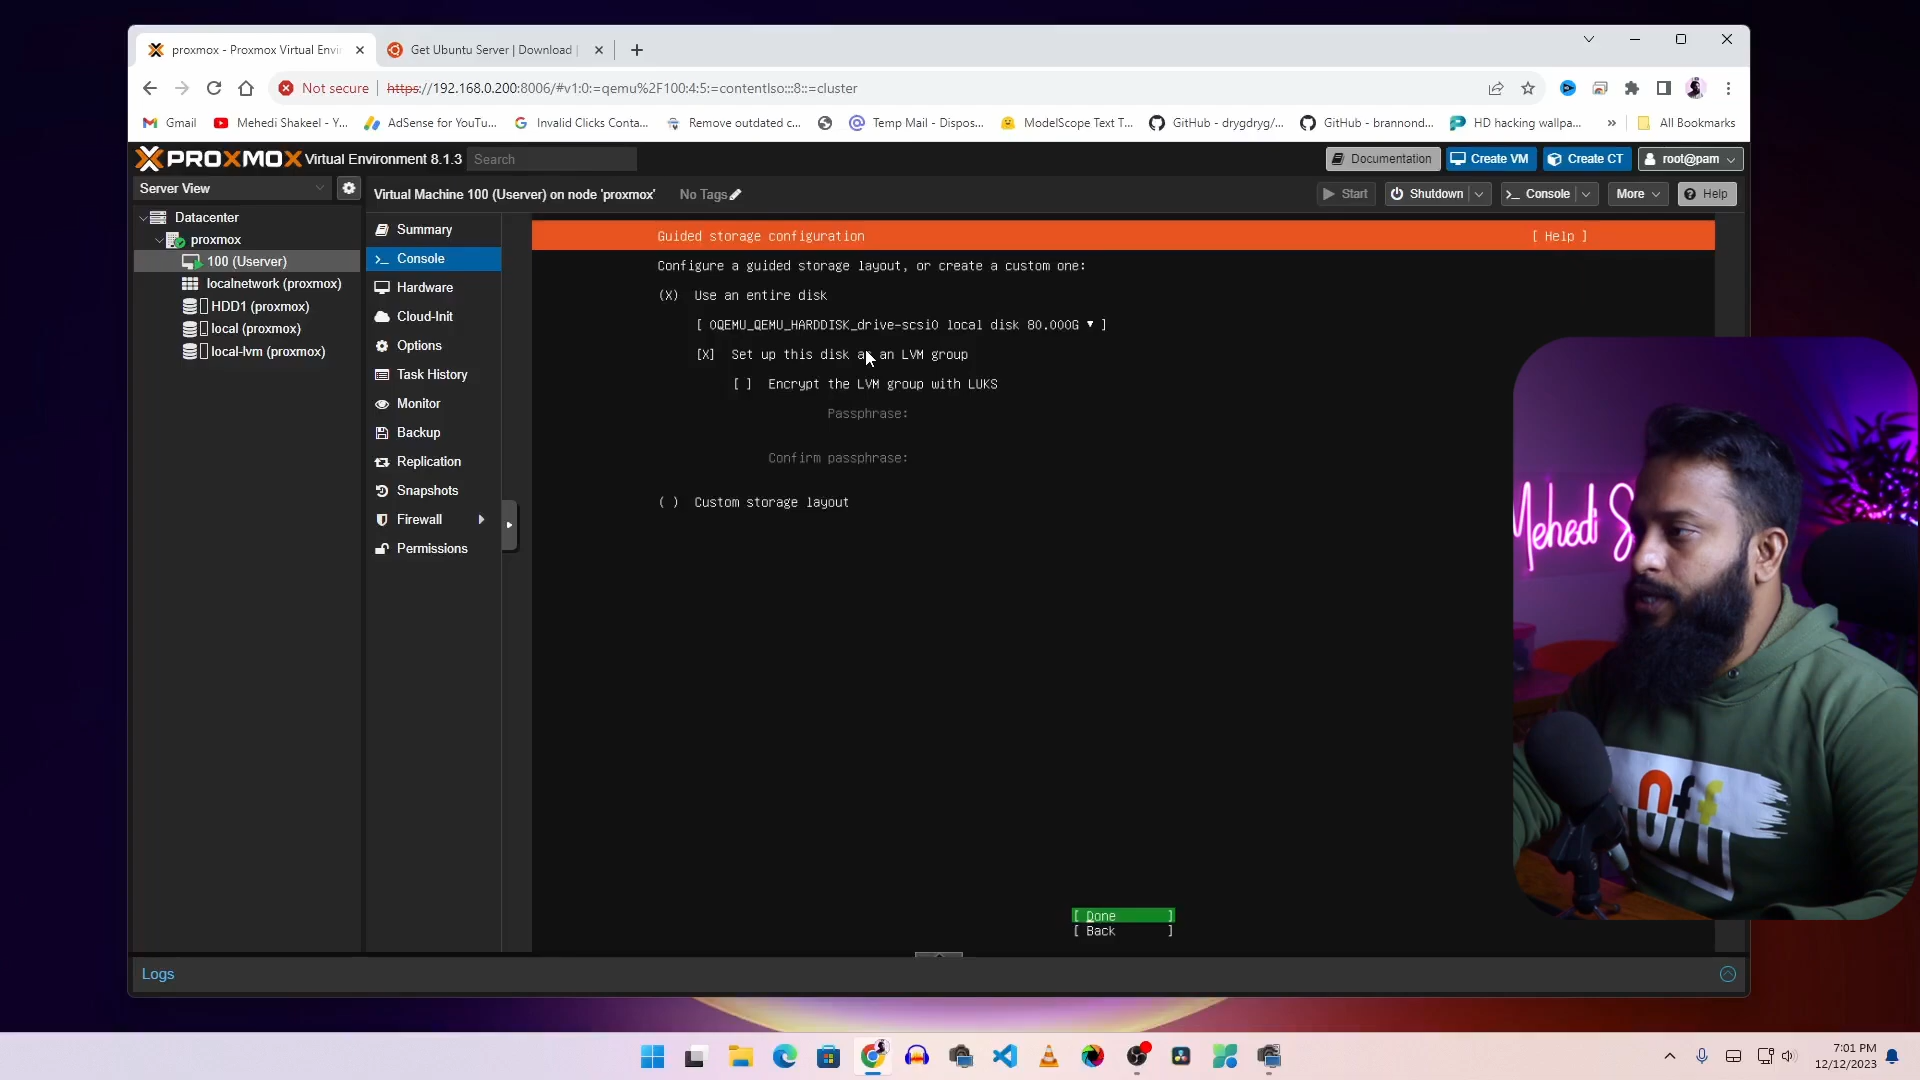 proxmox - Proxmox Virtual Envi
Get Ubuntu Server | Download |
Not secure
https://192.168.0.200:8006/#v1:0:=qemu%2F100:4:5:=contentIso:::8::=cluster
Gmail
Mehedi Shakeel - Y...
AdSense for YouTu...
Invalid Clicks Conta...
Remove outdated c...
Temp Mail - Dispos...
ModelScope Text T...
GitHub - drygdryg/...
GitHub - brannond...
HD hacking wallpa...
»
All Bookmarks
PROXMOX Virtual Environment 8.1.3
Search
Documentation
Create VM
Create CT
root@pam
Server View
Virtual Machine 100 (Userver) on node 'proxmox'
No Tags
Start
Shutdown
Console
More
Help
Datacenter
proxmox
100 (Userver)
localnetwork (proxmox)
HDD1 (proxmox)
local (proxmox)
local-lvm (proxmox)
Summary
Console
Hardware
Cloud-Init
Options
Task History
Monitor
Backup
Replication
Snapshots
Firewall
Permissions
Guided storage configuration
[ Help ]
Configure a guided storage layout, or create a custom one:
(X) Use an entire disk
[ 0QEMU_QEMU_HARDDISK_drive-scsi0 local disk 80.000G ▾ ]
[X] Set up this disk as an LVM group
[ ] Encrypt the LVM group with LUKS
Passphrase:
Confirm passphrase:
( ) Custom storage layout
[ Done ]
[ Back ]
Logs
Mehedi S
Off
7:01 PM
12/12/2023